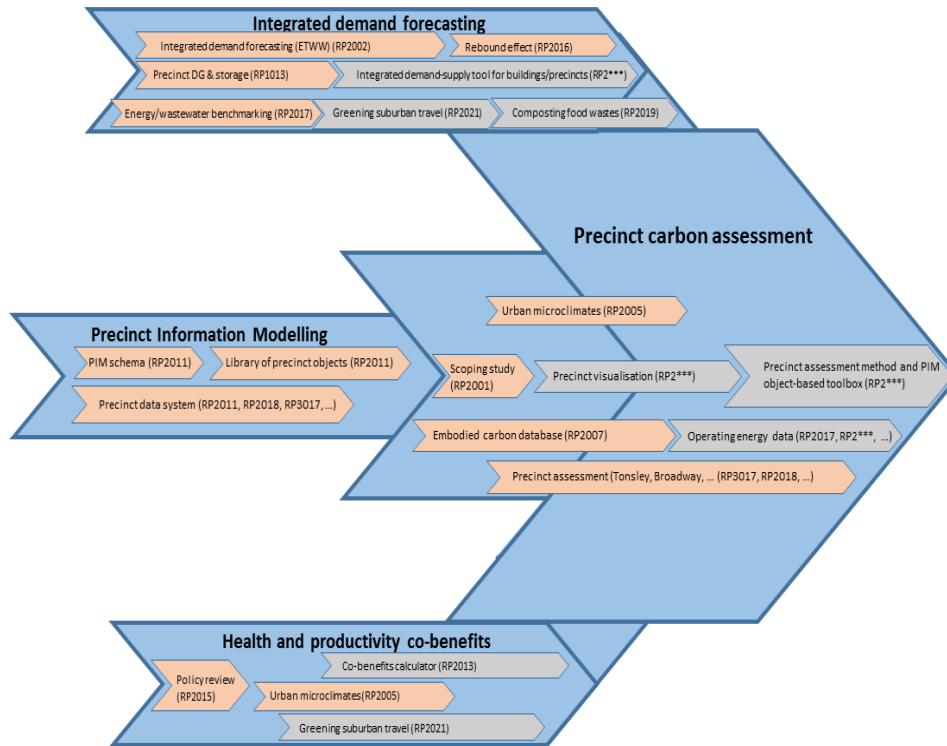 Integrated demand forecasting
Integrated demand forecasting (ETWW) (RP2002)
Rebound effect (RP2016)
Precinct DG & storage (RP1013)
Integrated demand-supply tool for buildings/precincts (RP2***)
Energy/wastewater benchmarking (RP2017)
Greening suburban travel (RP2021)
Composting food wastes (RP2019)
Precinct carbon assessment
Urban microclimates (RP2005)
Precinct Information Modelling
PIM schema (RP2011)
Library of precinct objects (RP2011)
Precinct data system (RP2011, RP2018, RP3017, ...)
Scoping study
(RP2001)
Precinct visualisation (RP2***)
Precinct assessment method and PIM
object-based toolbox (RP2***)
Embodied carbon database (RP2007)
Operating energy data (RP2017, RP2***, ...)
Precinct assessment (Tonsley, Broadway, ... (RP3017, RP2018, ...)
Health and productivity co-benefits
Co-benefits calculator (RP2013)
Policy review
(RP2015)
Urban microclimates(RP2005)
Greening suburban travel (RP2021)